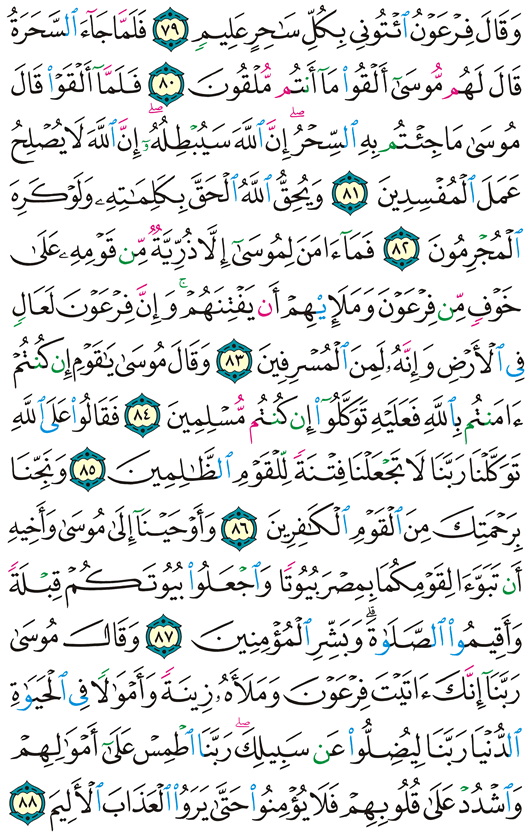 وَقَالَ فِرْعَوْنُ ٱئْتُونِي بِكُلِّ سَٰحِرٍ عَلِيمٍ ٧٩ فَلَمَّا جَآءَ ٱلسَّحَرَةُ
قَالَ لَهُم مُّوسَىٰٓ أَلْقُوا۟ مَآ أَنتُم مُّلْقُونَ ٨٠ فَلَمَّآ أَلْقَوْا۟ قَالَ
مُوسَىٰ مَا جِئْتُم بِهِ ٱلسِّحْرُ ۖ إِنَّ ٱللَّهَ سَيُبْطِلُهُۥٓ ۖ إِنَّ ٱللَّهَ لَا يُصْلِحُ
عَمَلَ ٱلْمُفْسِدِينَ ٨١ وَيُحِقُّ ٱللَّهُ ٱلْحَقَّ بِكَلِمَٰتِهِۦ وَلَوْ كَرِهَ
ٱلْمُجْرِمُونَ ٨٢ فَمَآ ءَامَنَ لِمُوسَىٰٓ إِلَّا ذُرِّيَّةٌ مِّن قَوْمِهِۦ عَلَىٰ
خَوْفٍ مِّن فِرْعَوْنَ وَمَلَإِي۟هِمْ أَن يَفْتِنَهُمْ ۚ وَإِنَّ فِرْعَوْنَ لَعَالٍ
فِى ٱلْأَرْضِ وَإِنَّهُۥ لَمِنَ ٱلْمُسْرِفِينَ ٨٣ وَقَالَ مُوسَىٰ يَٰقَوْمِ إِن كُنتُمْ
ءَامَنتُم بِٱللَّهِ فَعَلَيْهِ تَوَكَّلُوٓا۟ إِن كُنتُم مُّسْلِمِينَ ٨٤ فَقَالُوا۟ عَلَى ٱللَّهِ
تَوَكَّلْنَا رَبَّنَا لَا تَجْعَلْنَا فِتْنَةً لِّلْقَوْمِ ٱلظَّٰلِمِينَ ٨٥ وَنَجِّنَا
بِرَحْمَتِكَ مِنَ ٱلْقَوْمِ ٱلْكَٰفِرِينَ ٨٦ وَأَوْحَيْنَآ إِلَىٰ مُوسَىٰ وَأَخِيهِ
أَن تَبَوَّءَا لِقَوْمِكُمَا بِمِصْرَ بُيُوتًا وَٱجْعَلُوا۟ بُيُوتَكُمْ قِبْلَةً
وَأَقِيمُوا۟ ٱلصَّلَوٰةَ ۗ وَبَشِّرِ ٱلْمُؤْمِنِينَ ٨٧ وَقَالَ مُوسَىٰ
رَبَّنَآ إِنَّكَ ءَاتَيْتَ فِرْعَوْنَ وَمَلَأَهُۥ زِينَةً وَأَمْوَٰلًا فِى ٱلْحَيَوٰةِ
ٱلدُّنْيَا رَبَّنَا لِيُضِلُّوا۟ عَن سَبِيلِكَ ۖ رَبَّنَا ٱطْمِسْ عَلَىٰٓ أَمْوَٰلِهِمْ
وَٱشْدُدْ عَلَىٰ قُلُوبِهِمْ فَلَا يُؤْمِنُوا۟ حَتَّىٰ يَرَوُا۟ ٱلْعَذَابَ ٱلْأَلِيمَ ٨٨